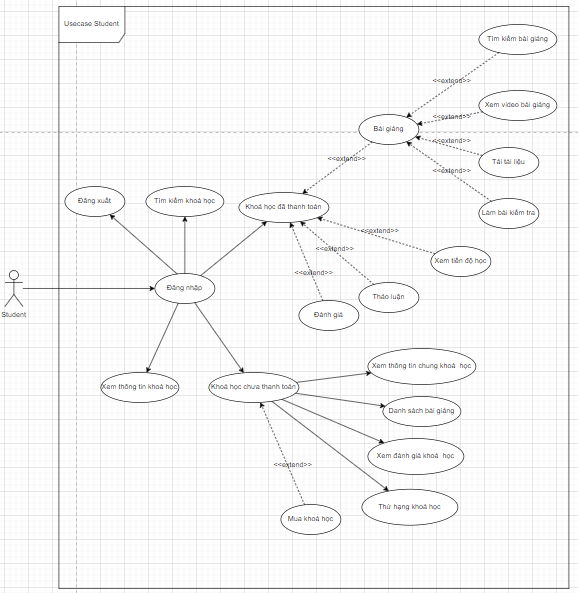 Usecase Student
Tìm kiếm bài giảng
<<extend>>
Xem video bài giảng
<<extend>>
Bài giảng
<<extend>>
Tải tài liệu
<<extend>>
<<extend>>
Đăng xuất
Tìm kiếm khoá học
Khoá học đã thanh toán
Làm bài kiểm tra
<<extend>>
<<extend>>
Xem tiến độ học
<<extend>>
Đăng nhập
Thảo luận
Student
Đánh giá
Xem thông tin chung khoá học
Xem thông tin khoá học
Khoá học chưa thanh toán
Danh sách bài giảng
Xem đánh giá khoá học
<<extend>>
Thứ hạng khoá học
Mua khoá học